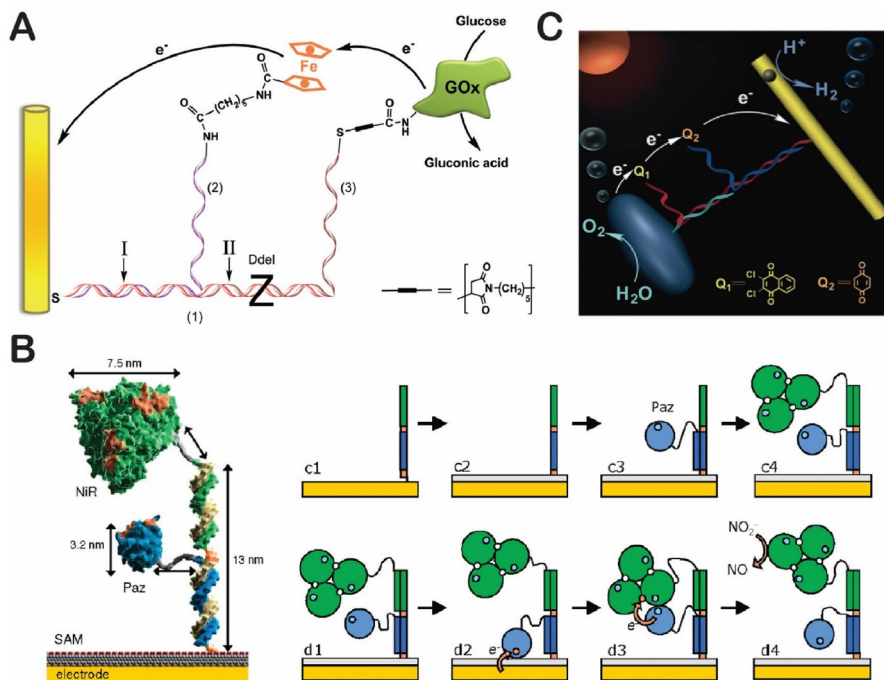 A
e-
Fe
e-
Glucose
GOx
Gluconic acid
O
C
(CH2)6
HN
C
O
O
C
NH
S
C
O
N
H
(2)
(3)
I
II
DdeI
Z
S
(1)
=
O
N-(CH2)5
O
C
H+
H2
e-
Q2
e-
e-
Q1
O2
H2O
Q1 =
Cl
Cl
O
O
Q2 =
O
O
B
7.5 nm
NiR
3.2 nm
Paz
13 nm
SAM
electrode
c1
c2
Paz
c3
c4
d1
e-
d2
e-
d3
NO2-
NO
d4